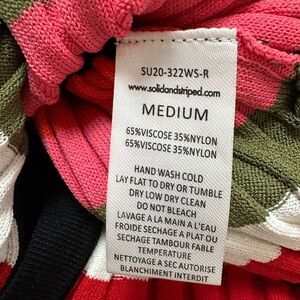 SU20-322WS-R
www.solidandstriped.com
MEDIUM
65%VISCOSE 35%NYLON
65%VISCOSE 35%NYLON
HAND WASH COLD
LAY FLAT TO DRY OR TUMBLE
DRY LOW DRY CLEAN
DO NOT BLEACH
LAVAGE A LA MAIN A L'EAU
FROIDE SECHAGE A PLAT OU
SECHAGE TAMBOUR FABLE
TEMPERATURE
NETTOYAGE A SEC AUTORISE
BLANCHIMENT INTERDIT